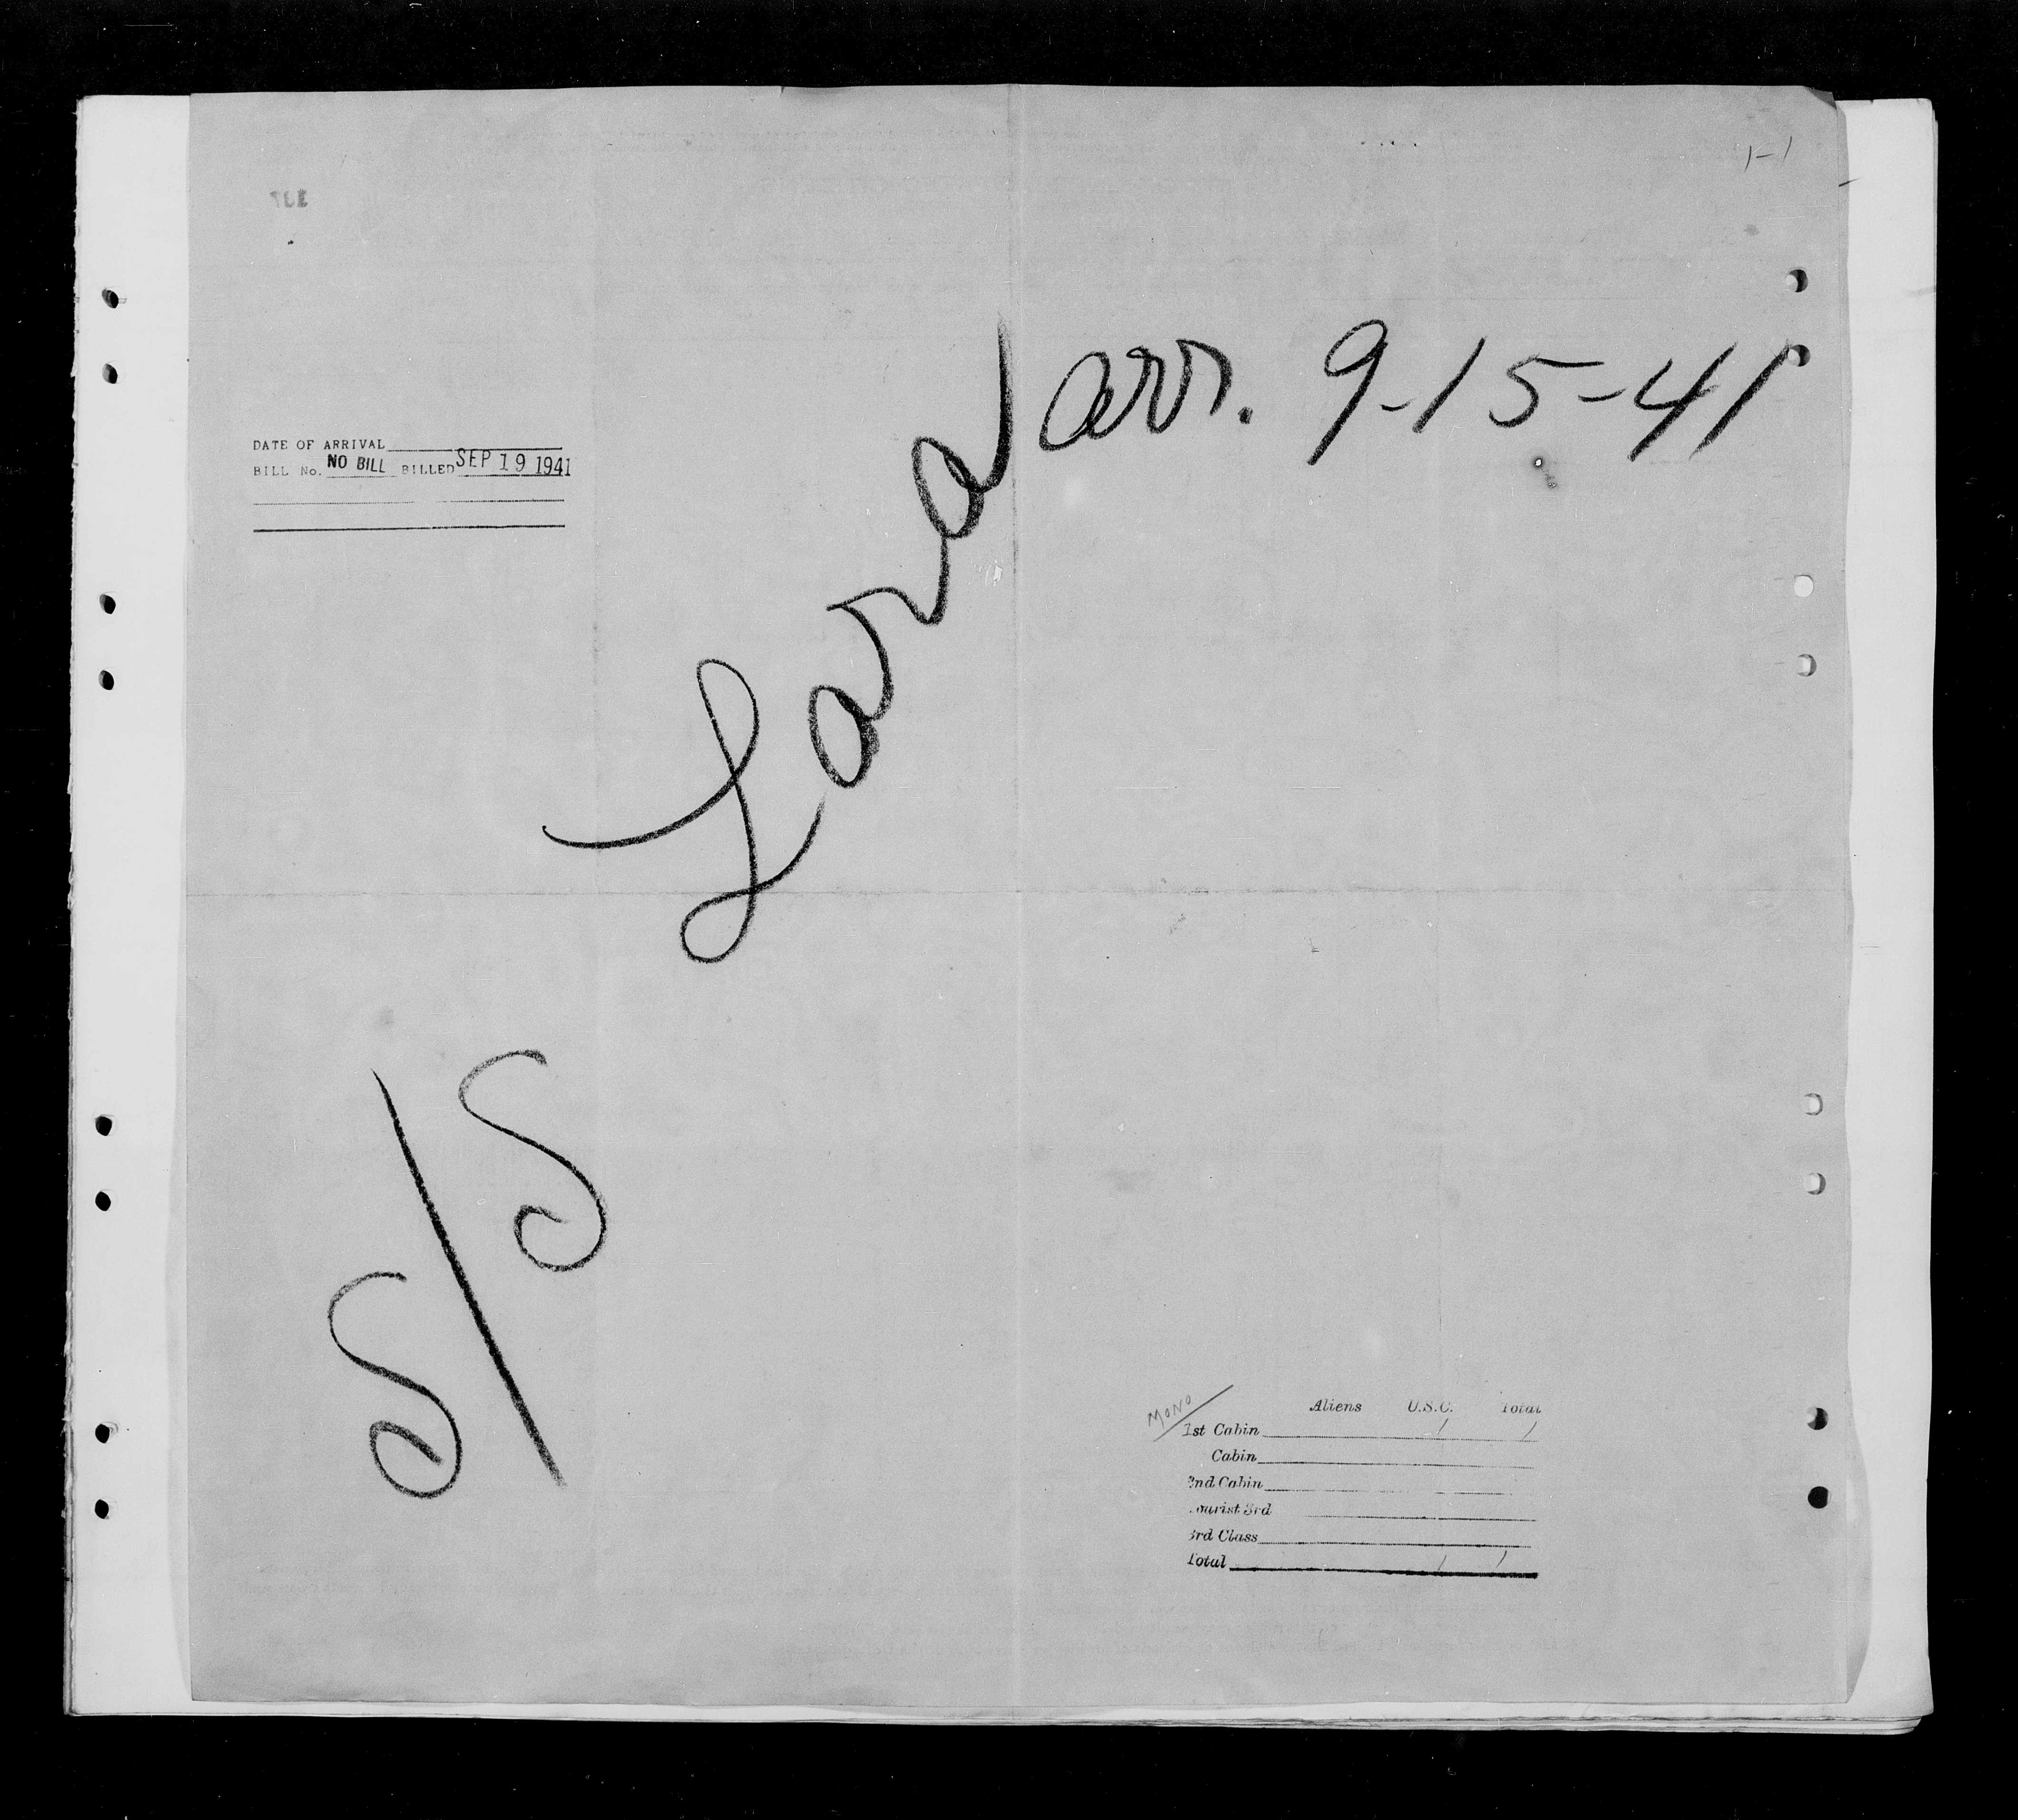 1-1
S/S Lara arr. 9-15-41
DATE OF ARRIVAL
BILL No. NO BILL BILLED SEP 19 1941
MONO
Aliens U.S.C. Total
1st Cabin 1 1
Cabin
2nd Cabin
Tourist 3rd
3rd Class
Total 1 1